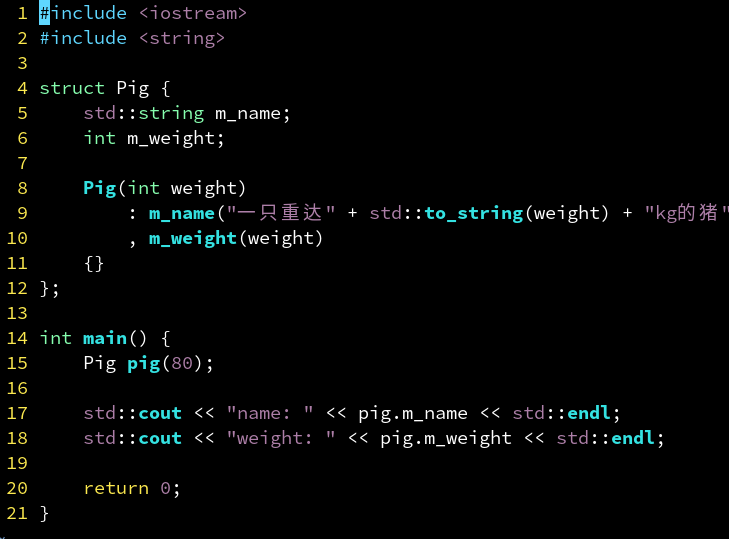 1 #include <iostream>
2 #include <string>
3
4 struct Pig {
5     std::string m_name;
6     int m_weight;
7
8     Pig(int weight)
9         : m_name("一只重达" + std::to_string(weight) + "kg的猪"
10         , m_weight(weight)
11     {}
12 };
13
14 int main() {
15     Pig pig(80);
16
17     std::cout << "name: " << pig.m_name << std::endl;
18     std::cout << "weight: " << pig.m_weight << std::endl;
19
20     return 0;
21 }